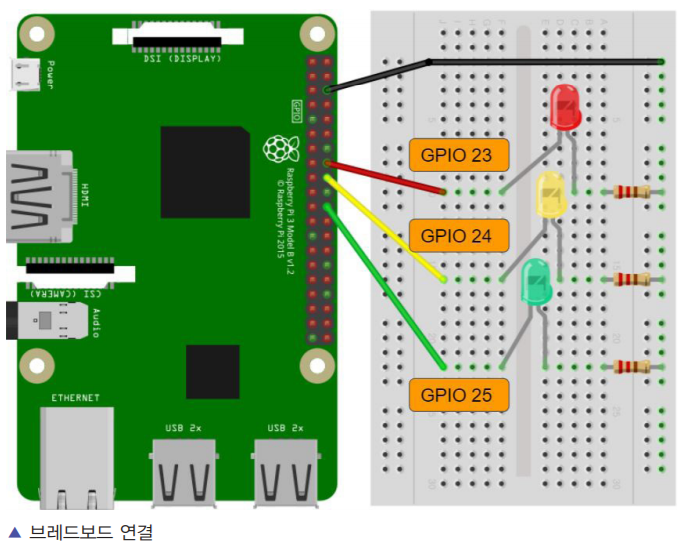 DSI (DISPLAY)
Power
GPIO
HDMI
Raspberry Pi 3 Model B v1.2
© Raspberry Pi 2015
CSI (CAMERA)
Audio
ETHERNET
USB 2x
USB 2x
GPIO 23
GPIO 24
GPIO 25
▲ 브레드보드 연결